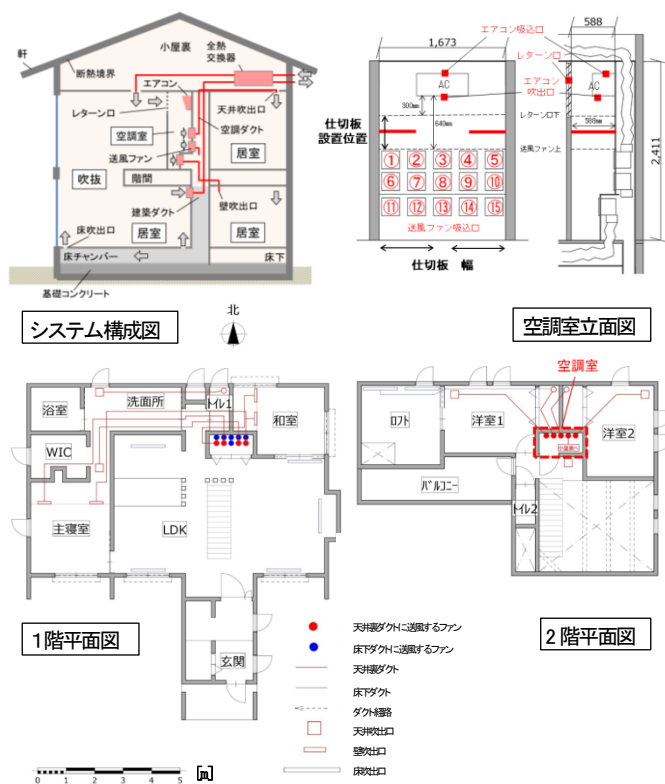 小屋裏
全熱
交換器
軒
断熱境界
エアコン
レターン口
天井吹出口
空調室
空調ダクト
送風ファン
居室
吹抜
階間
建築ダクト
壁吹出口
床吹出口
居室
居室
床チャンバー
床下
基礎コンクリート
システム構成図
エアコン吸込口
588
1,673
レターン口
エアコン
吹出口
AC
AC
300㎜
仕切板
設置位置
640㎜
レターン口下
588㎜
送風ファン上
2,411
① ② ③ ④ ⑤
⑥ ⑦ ⑧ ⑨ ⑩
⑪ ⑫ ⑬ ⑭ ⑮
送風ファン吸込口
仕切板 幅
空調室立面図
北
浴室
洗面所
トイレ1
和室
WIC
主寝室
LDK
玄関
1階平面図
空調室
ロフト
洋室1
洋室2
バルコニー
トイレ2
2階平面図
天井裏ダクトに送風するファン
床下ダクトに送風するファン
天井裏ダクト
床下ダクト
ダクト経路
天井吹出口
壁吹出口
床吹出口
0 1 2 3 4 5 [m]